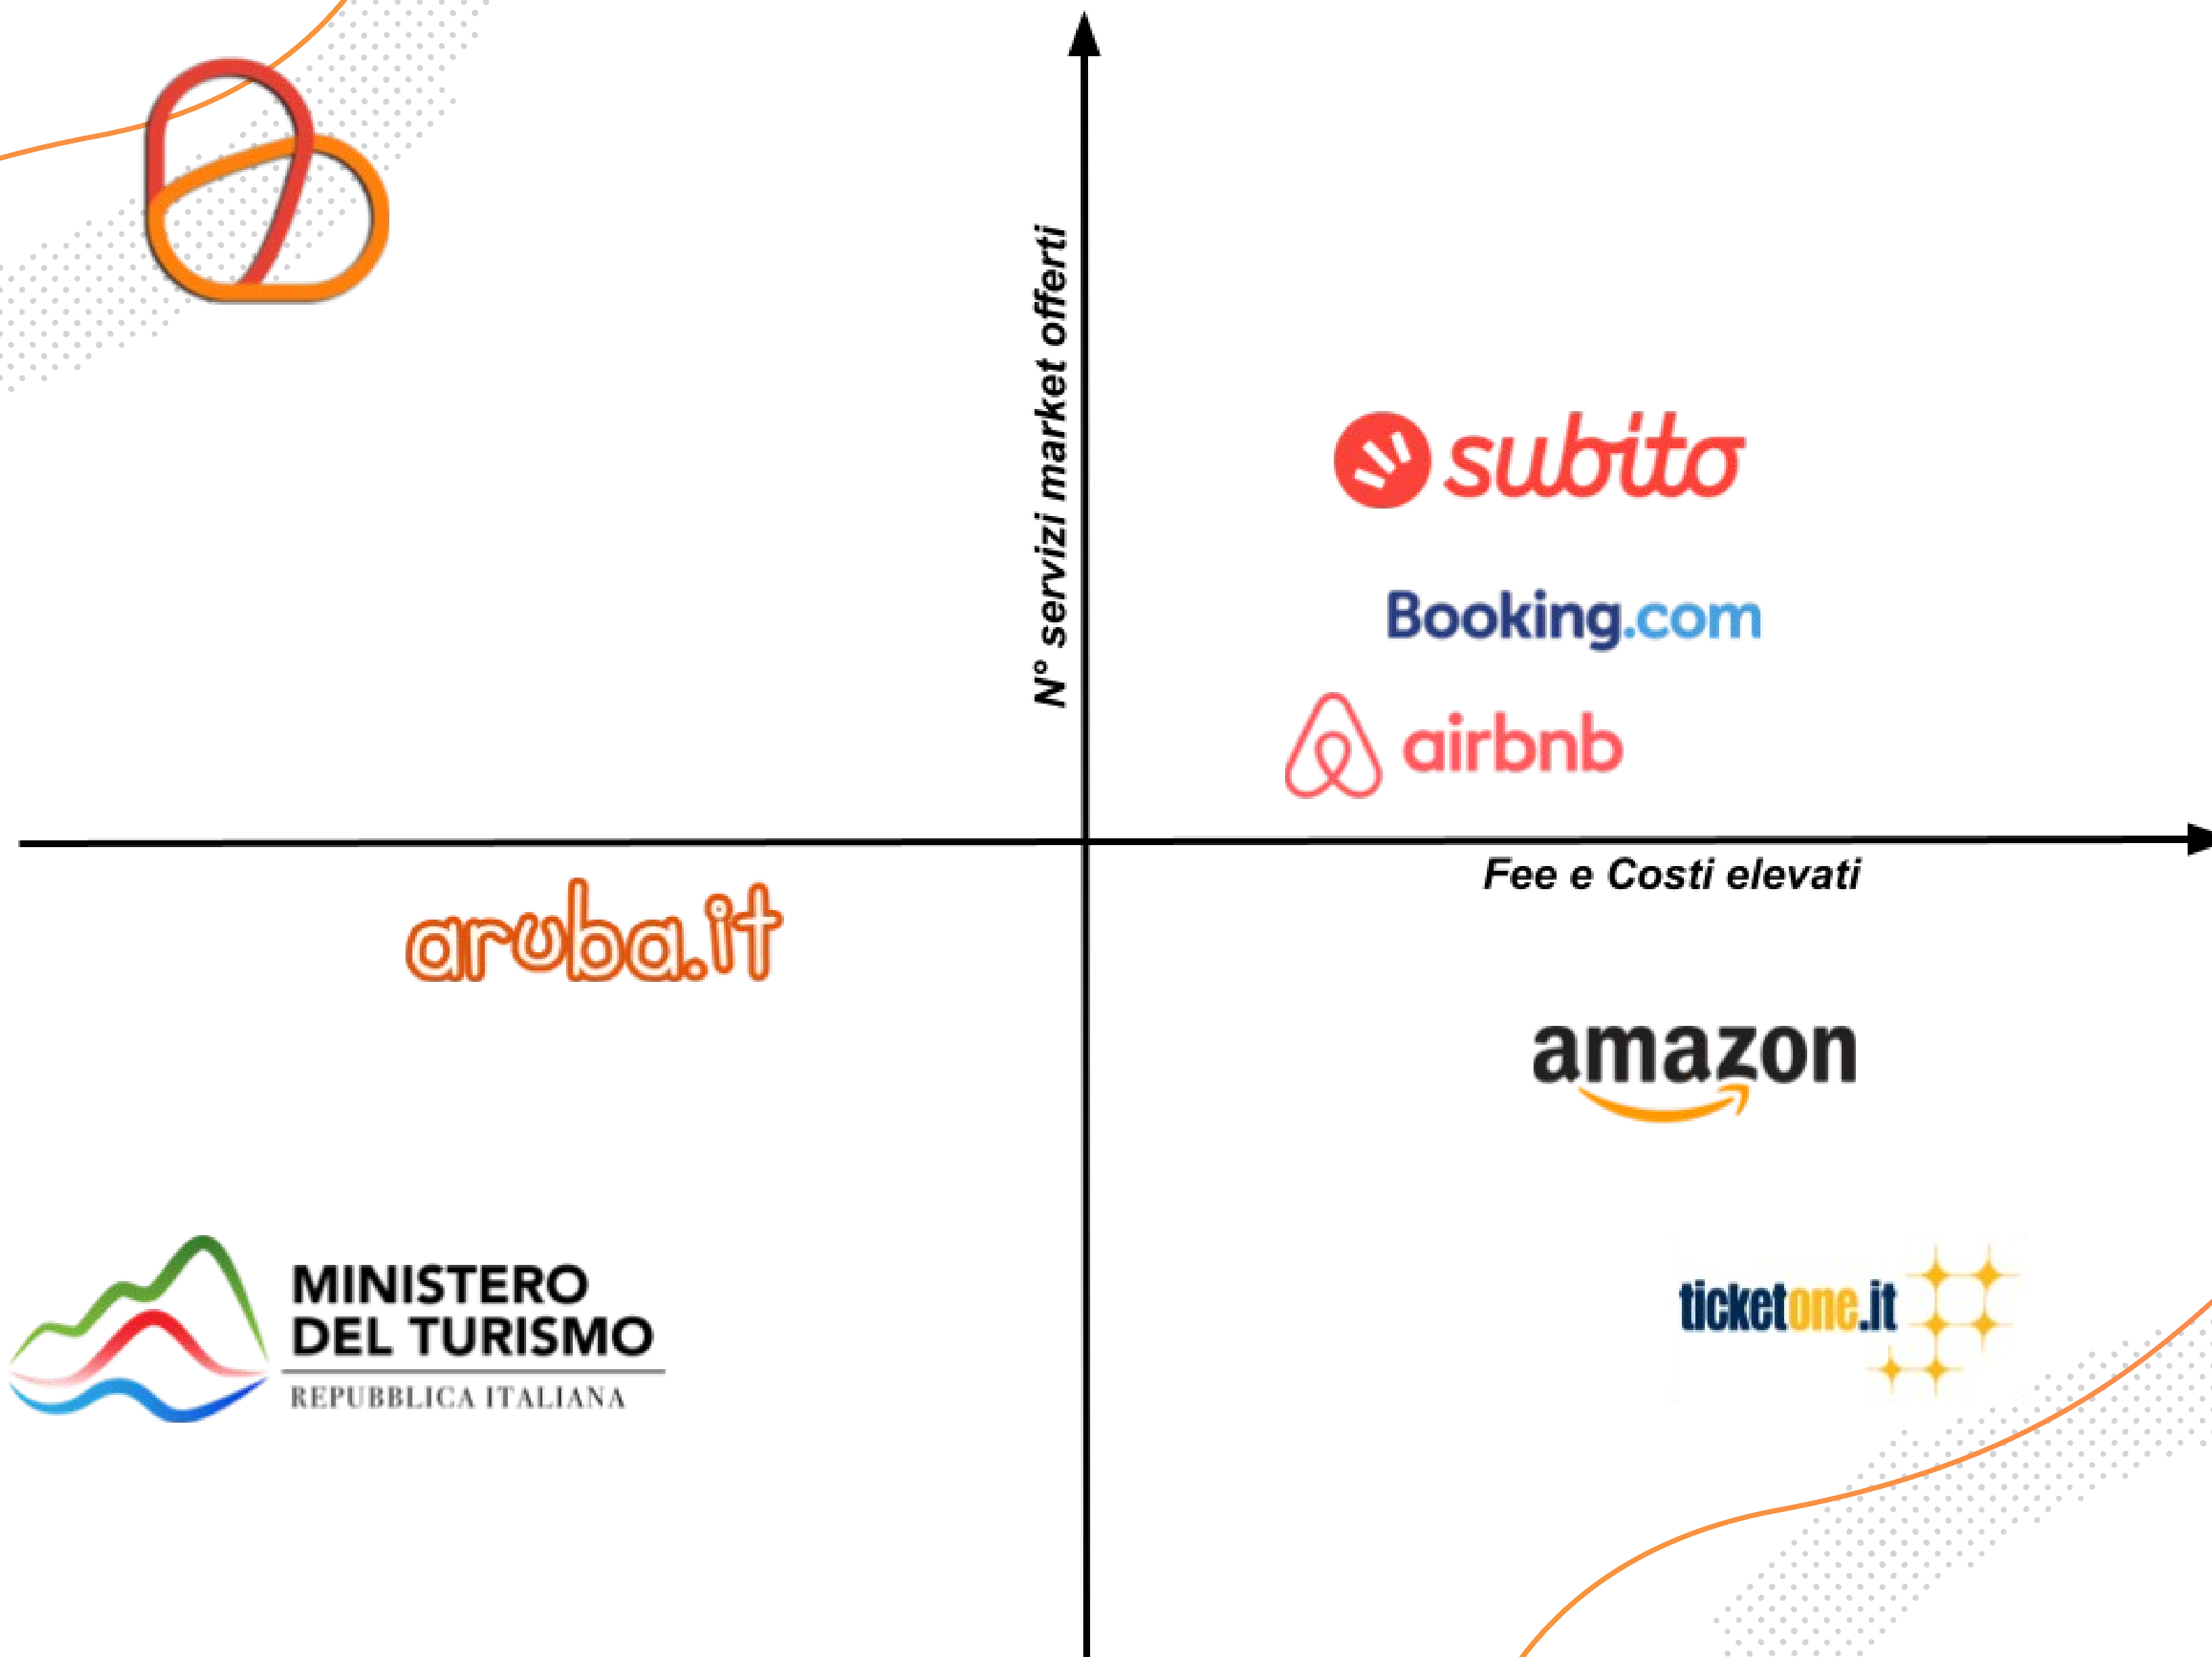 N° servizi market offerti
subito
Booking.com
airbnb
Fee e Costi elevati
aruba.it
amazon
MINISTERO
DEL TURISMO
REPUBBLICA ITALIANA
ticketone.it